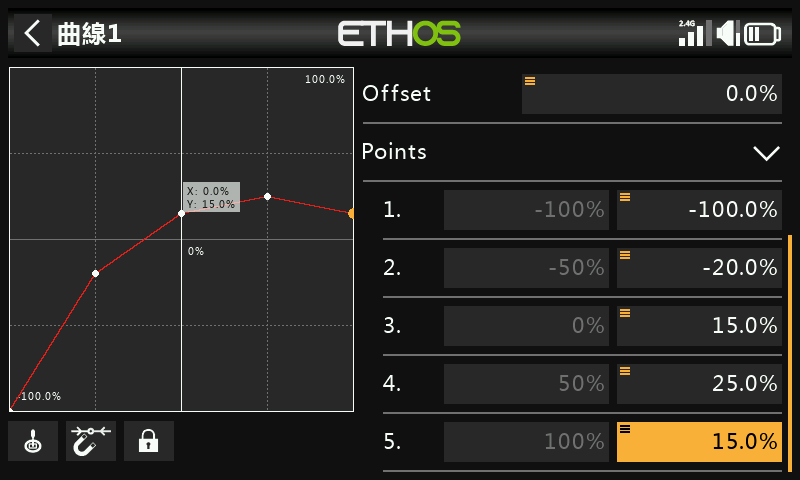 曲線1
ETHOS
2.4G
100.0%
X: 0.0%
Y: 15.0%
0%
-100.0%
Offset 0.0%
Points
1. -100% -100.0%
2. -50% -20.0%
3. 0% 15.0%
4. 50% 25.0%
5. 100% 15.0%